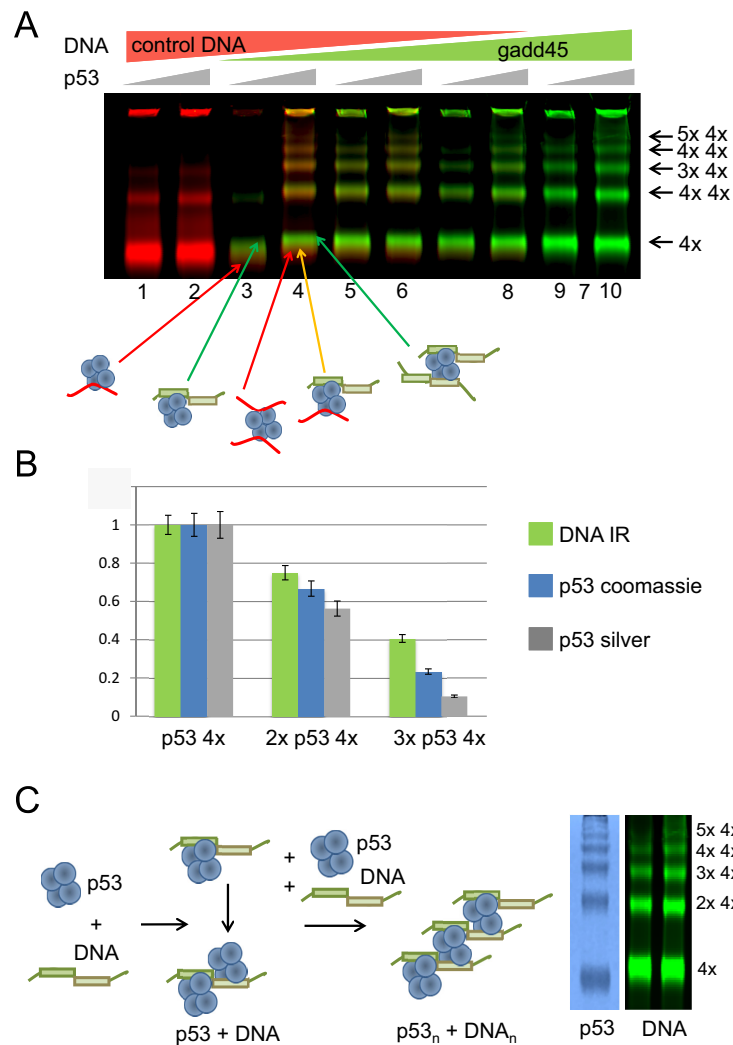 A
DNA
control DNA
gadd45
p53
5x 4x
4x 4x
3x 4x
4x 4x
4x
1 2 3 4 5 6 8 9 7 10
B
1
0.8
0.6
0.4
0.2
0
p53 4x 2x p53 4x 3x p53 4x
DNA IR
p53 coomassie
p53 silver
C
p53
+
DNA
+ p53
+ DNA
p53 + DNA
p53n + DNAn
5x 4x
4x 4x
3x 4x
2x 4x
4x
p53 DNA